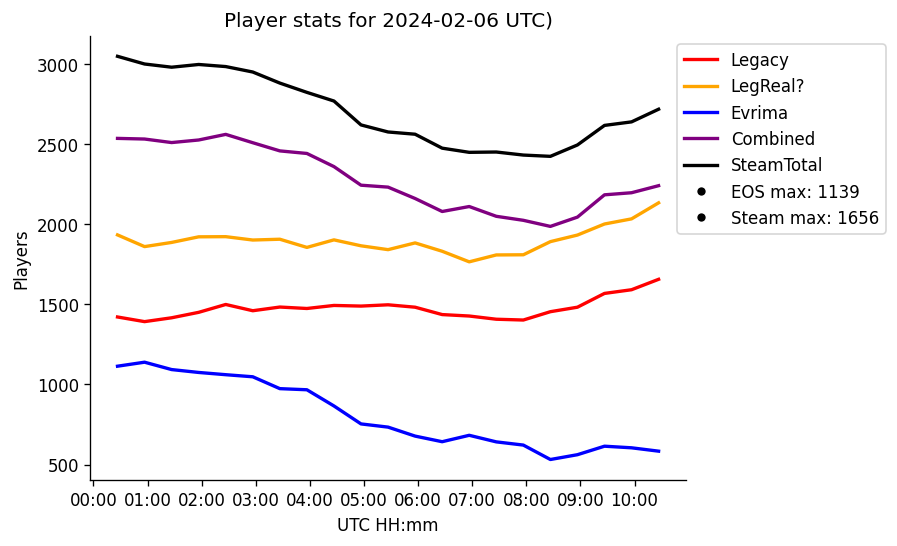 Player stats for 2024-02-06 UTC)
Players
3000
2500
2000
1500
1000
500
00:00 01:00 02:00 03:00 04:00 05:00 06:00 07:00 08:00 09:00 10:00
UTC HH:mm
Legacy
LegReal?
Evrima
Combined
SteamTotal
EOS max: 1139
Steam max: 1656